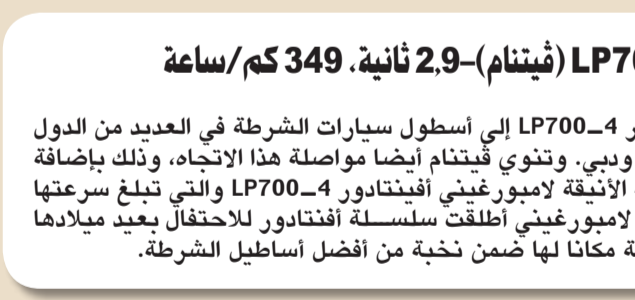 LP70 (ڤيتنام)–2,9 ثانية، 349 كم/ساعة
LP700–4 إلى أسطول سيارات الشرطة في العديد من الدول
ودبي. وتنوي ڤيتنام أيضا مواصلة هذا الاتجاه، وذلك بإضافة
الأنيقة لامبورغيني أفينتادور 4–LP700 والتي تبلغ سرعتها
لامبورغيني أطلقت سلسلة أفنتادور للاحتفال بعيد ميلادها
مكانا لها ضمن نخبة من أفضل أساطيل الشرطة.